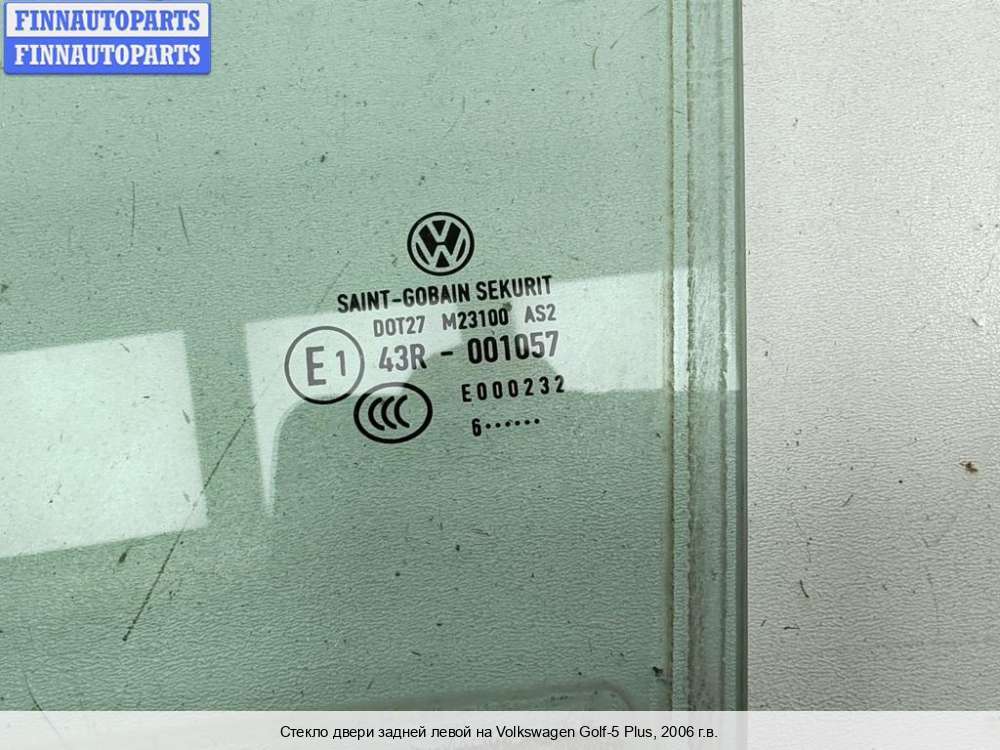 FINNAUTOPARTS
FINNAUTOPARTS
SAINT-GOBAIN SEKURIT
DOT27 M23100 AS2
E1 43R - 001057
CCC E000232
6······
Стекло двери задней левой на Volkswagen Golf-5 Plus, 2006 г.в.